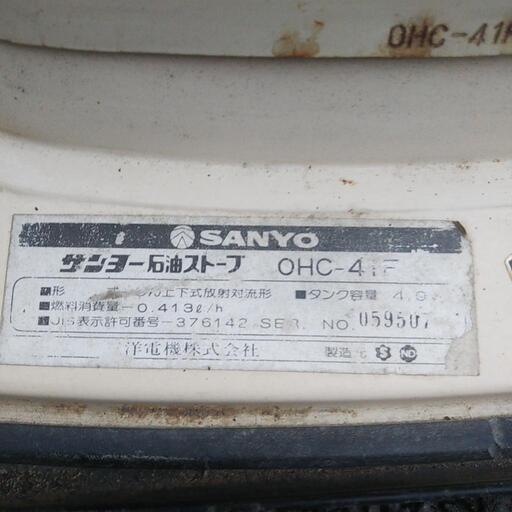 OHC-41F
SANYO
サンヨー石油ストーブ OHC-41F
■形 しん上下式放射対流形 ■タンク容量 4.9
■燃料消費量-0.413ℓ/h
JIS表示許可番号-376142 SER. NO. 059507
洋電機株式会社 製造